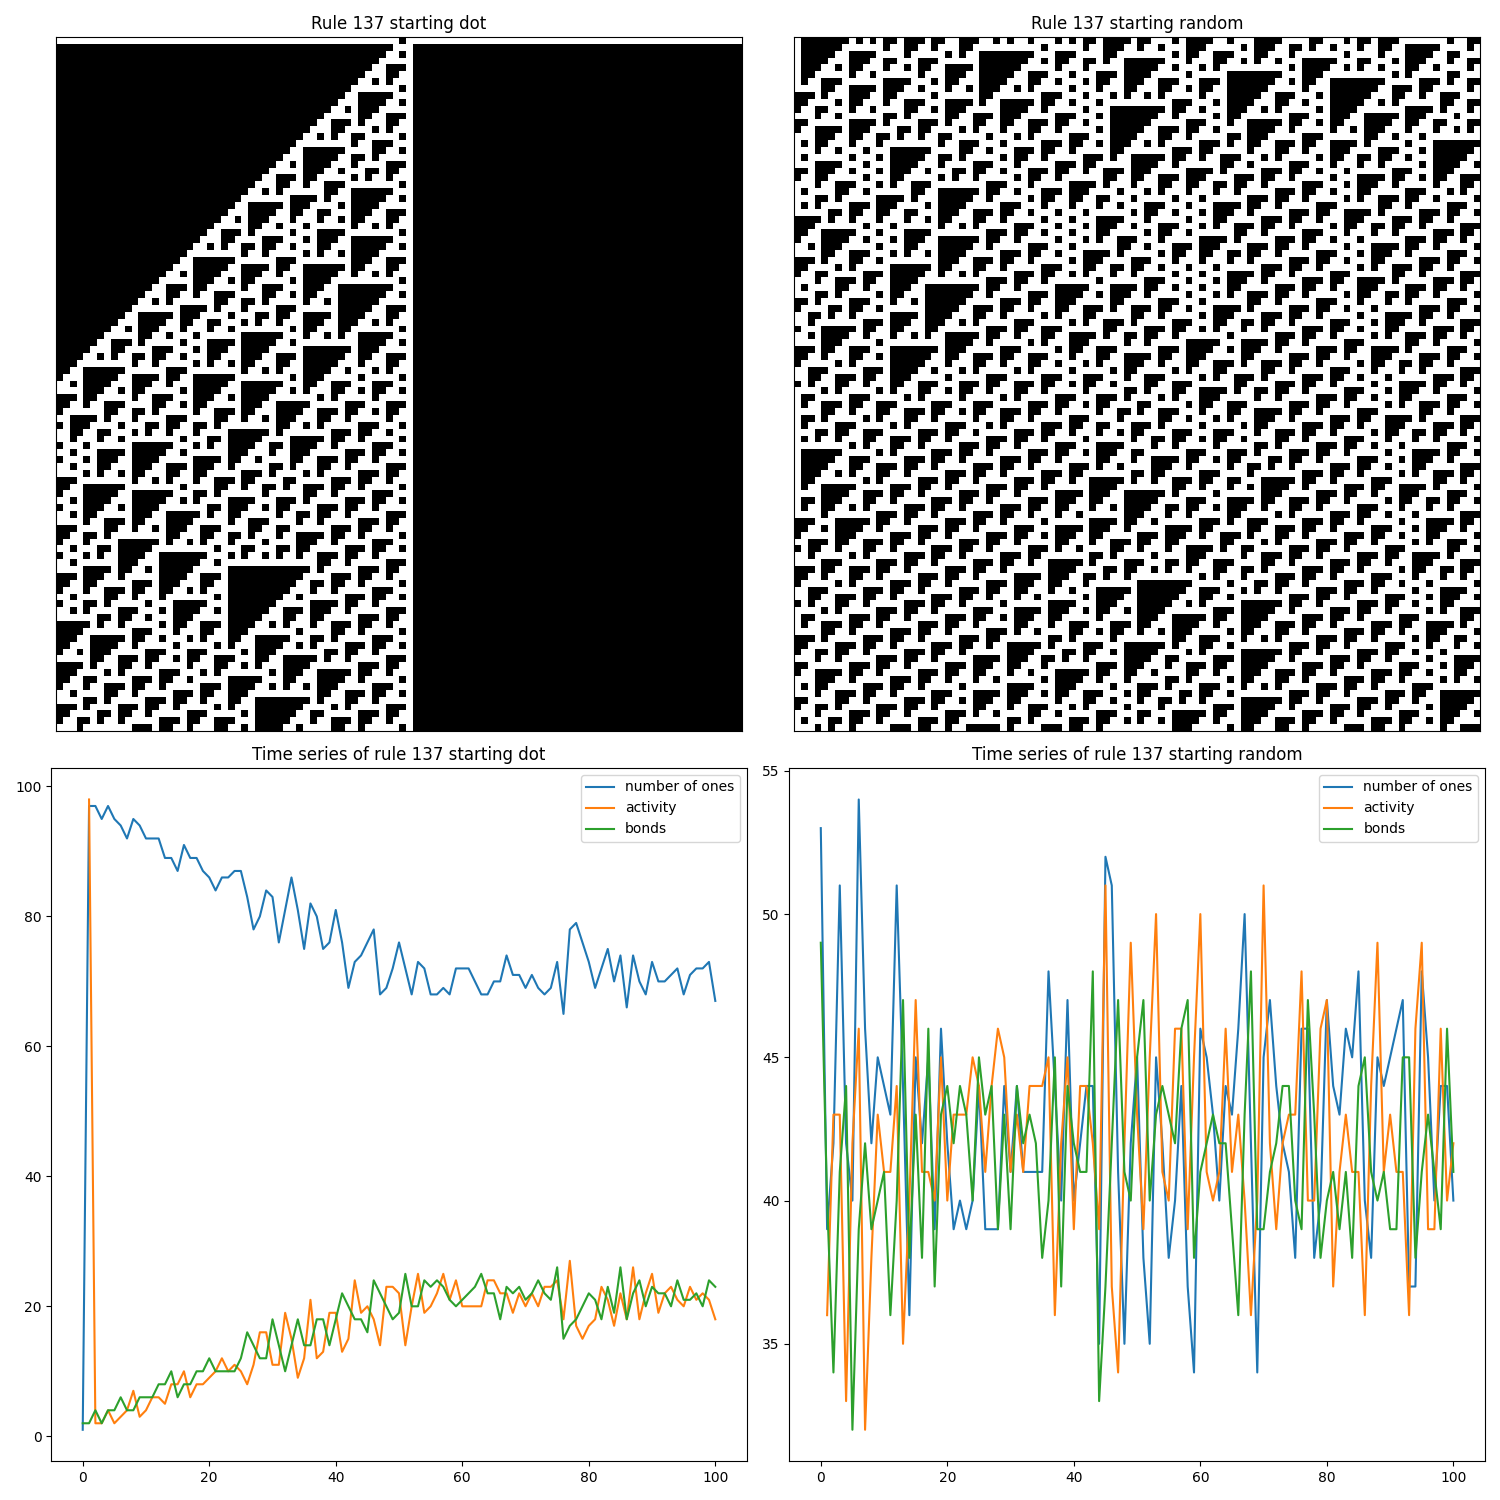 Rule 137 starting dot
Rule 137 starting random
Time series of rule 137 starting dot
100
80
60
40
20
0
0 20 40 60 80 100
number of ones
activity
bonds
Time series of rule 137 starting random
55
50
45
40
35
0 20 40 60 80 100
number of ones
activity
bonds